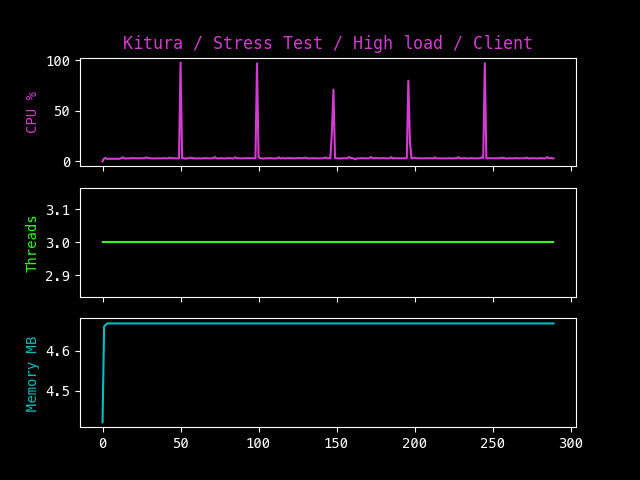 Kitura / Stress Test / High load / Client
CPU %
100
50
0
Threads
3.1
3.0
2.9
Memory MB
4.6
4.5
0 50 100 150 200 250 300